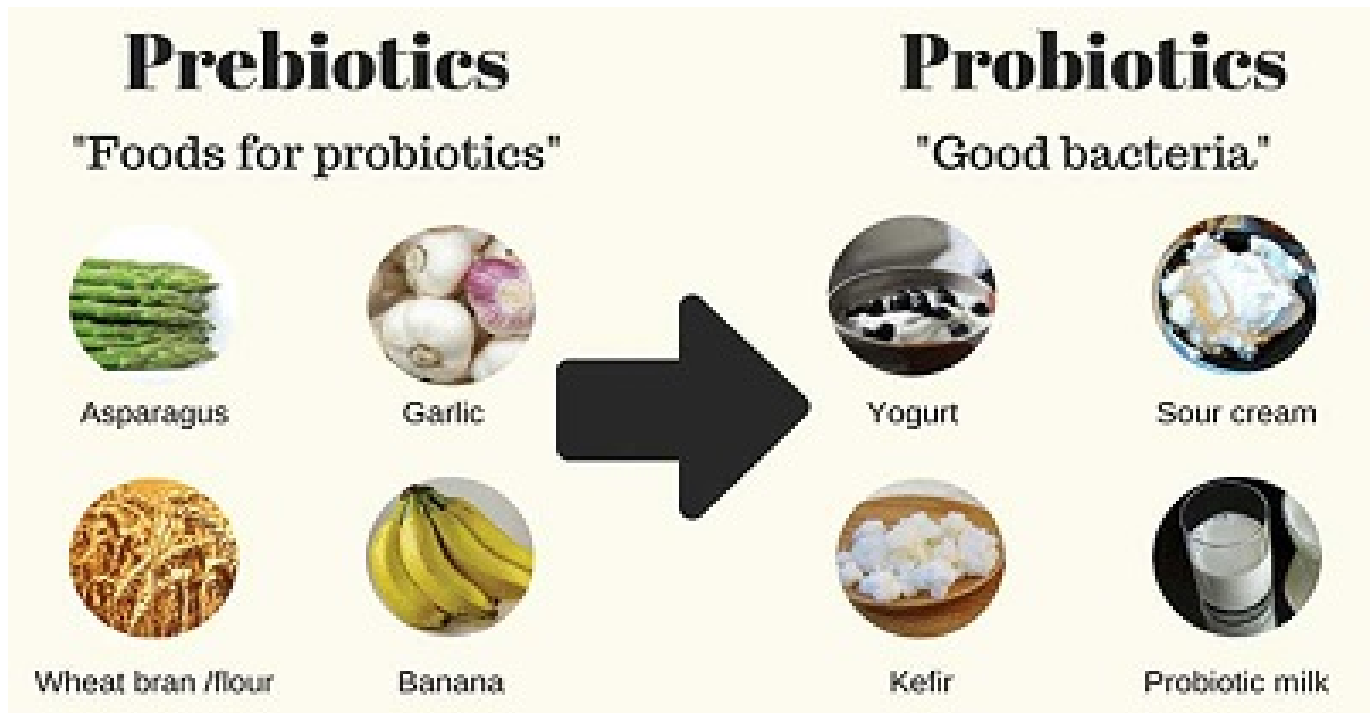 Prebiotics
"Foods for probiotics"
Asparagus
Garlic
Wheat bran /flour
Banana
Probiotics
"Good bacteria"
Yogurt
Sour cream
Kefir
Probiotic milk